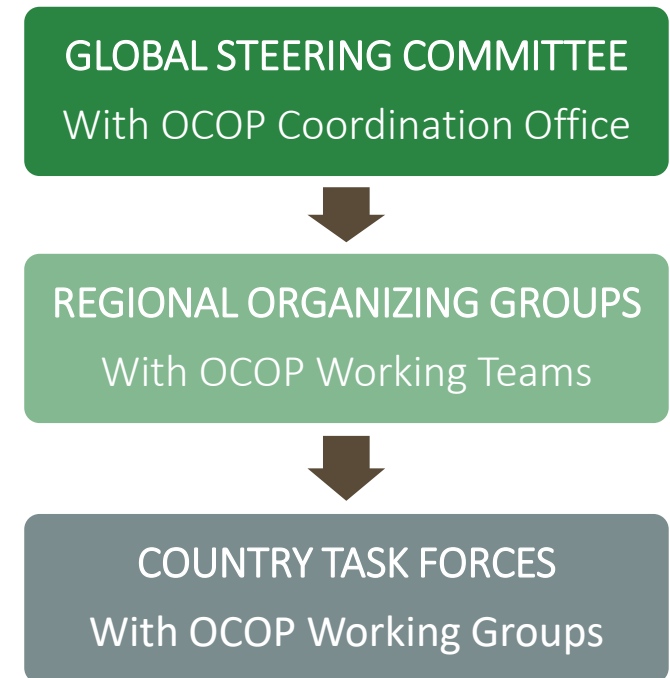 GLOBAL STEERING COMMITTEE
With OCOP Coordination Office
REGIONAL ORGANIZING GROUPS
With OCOP Working Teams
COUNTRY TASK FORCES
With OCOP Working Groups